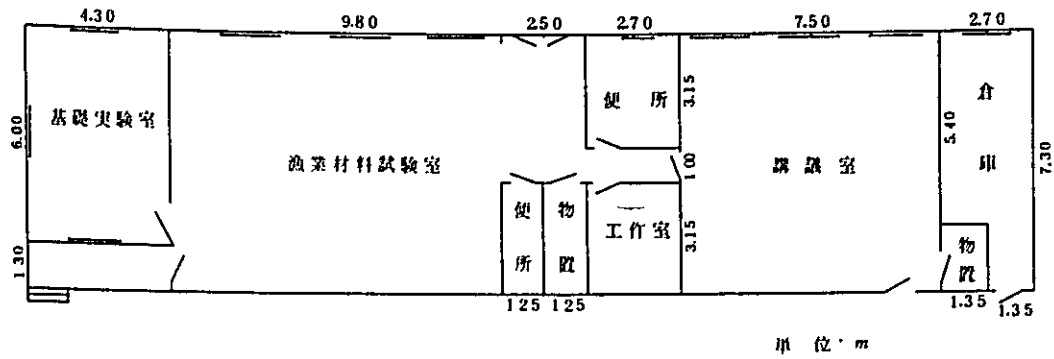 4.30 9.80 2.50 2.70 7.50 2.70
基礎実験室
6.00
1.30
漁業材料試験室
便所
3.15
1.00
3.15
便所
物置
工作室
1.25 1.25
講議室
5.40
倉庫
7.30
物置
1.35
1.35
単位・m